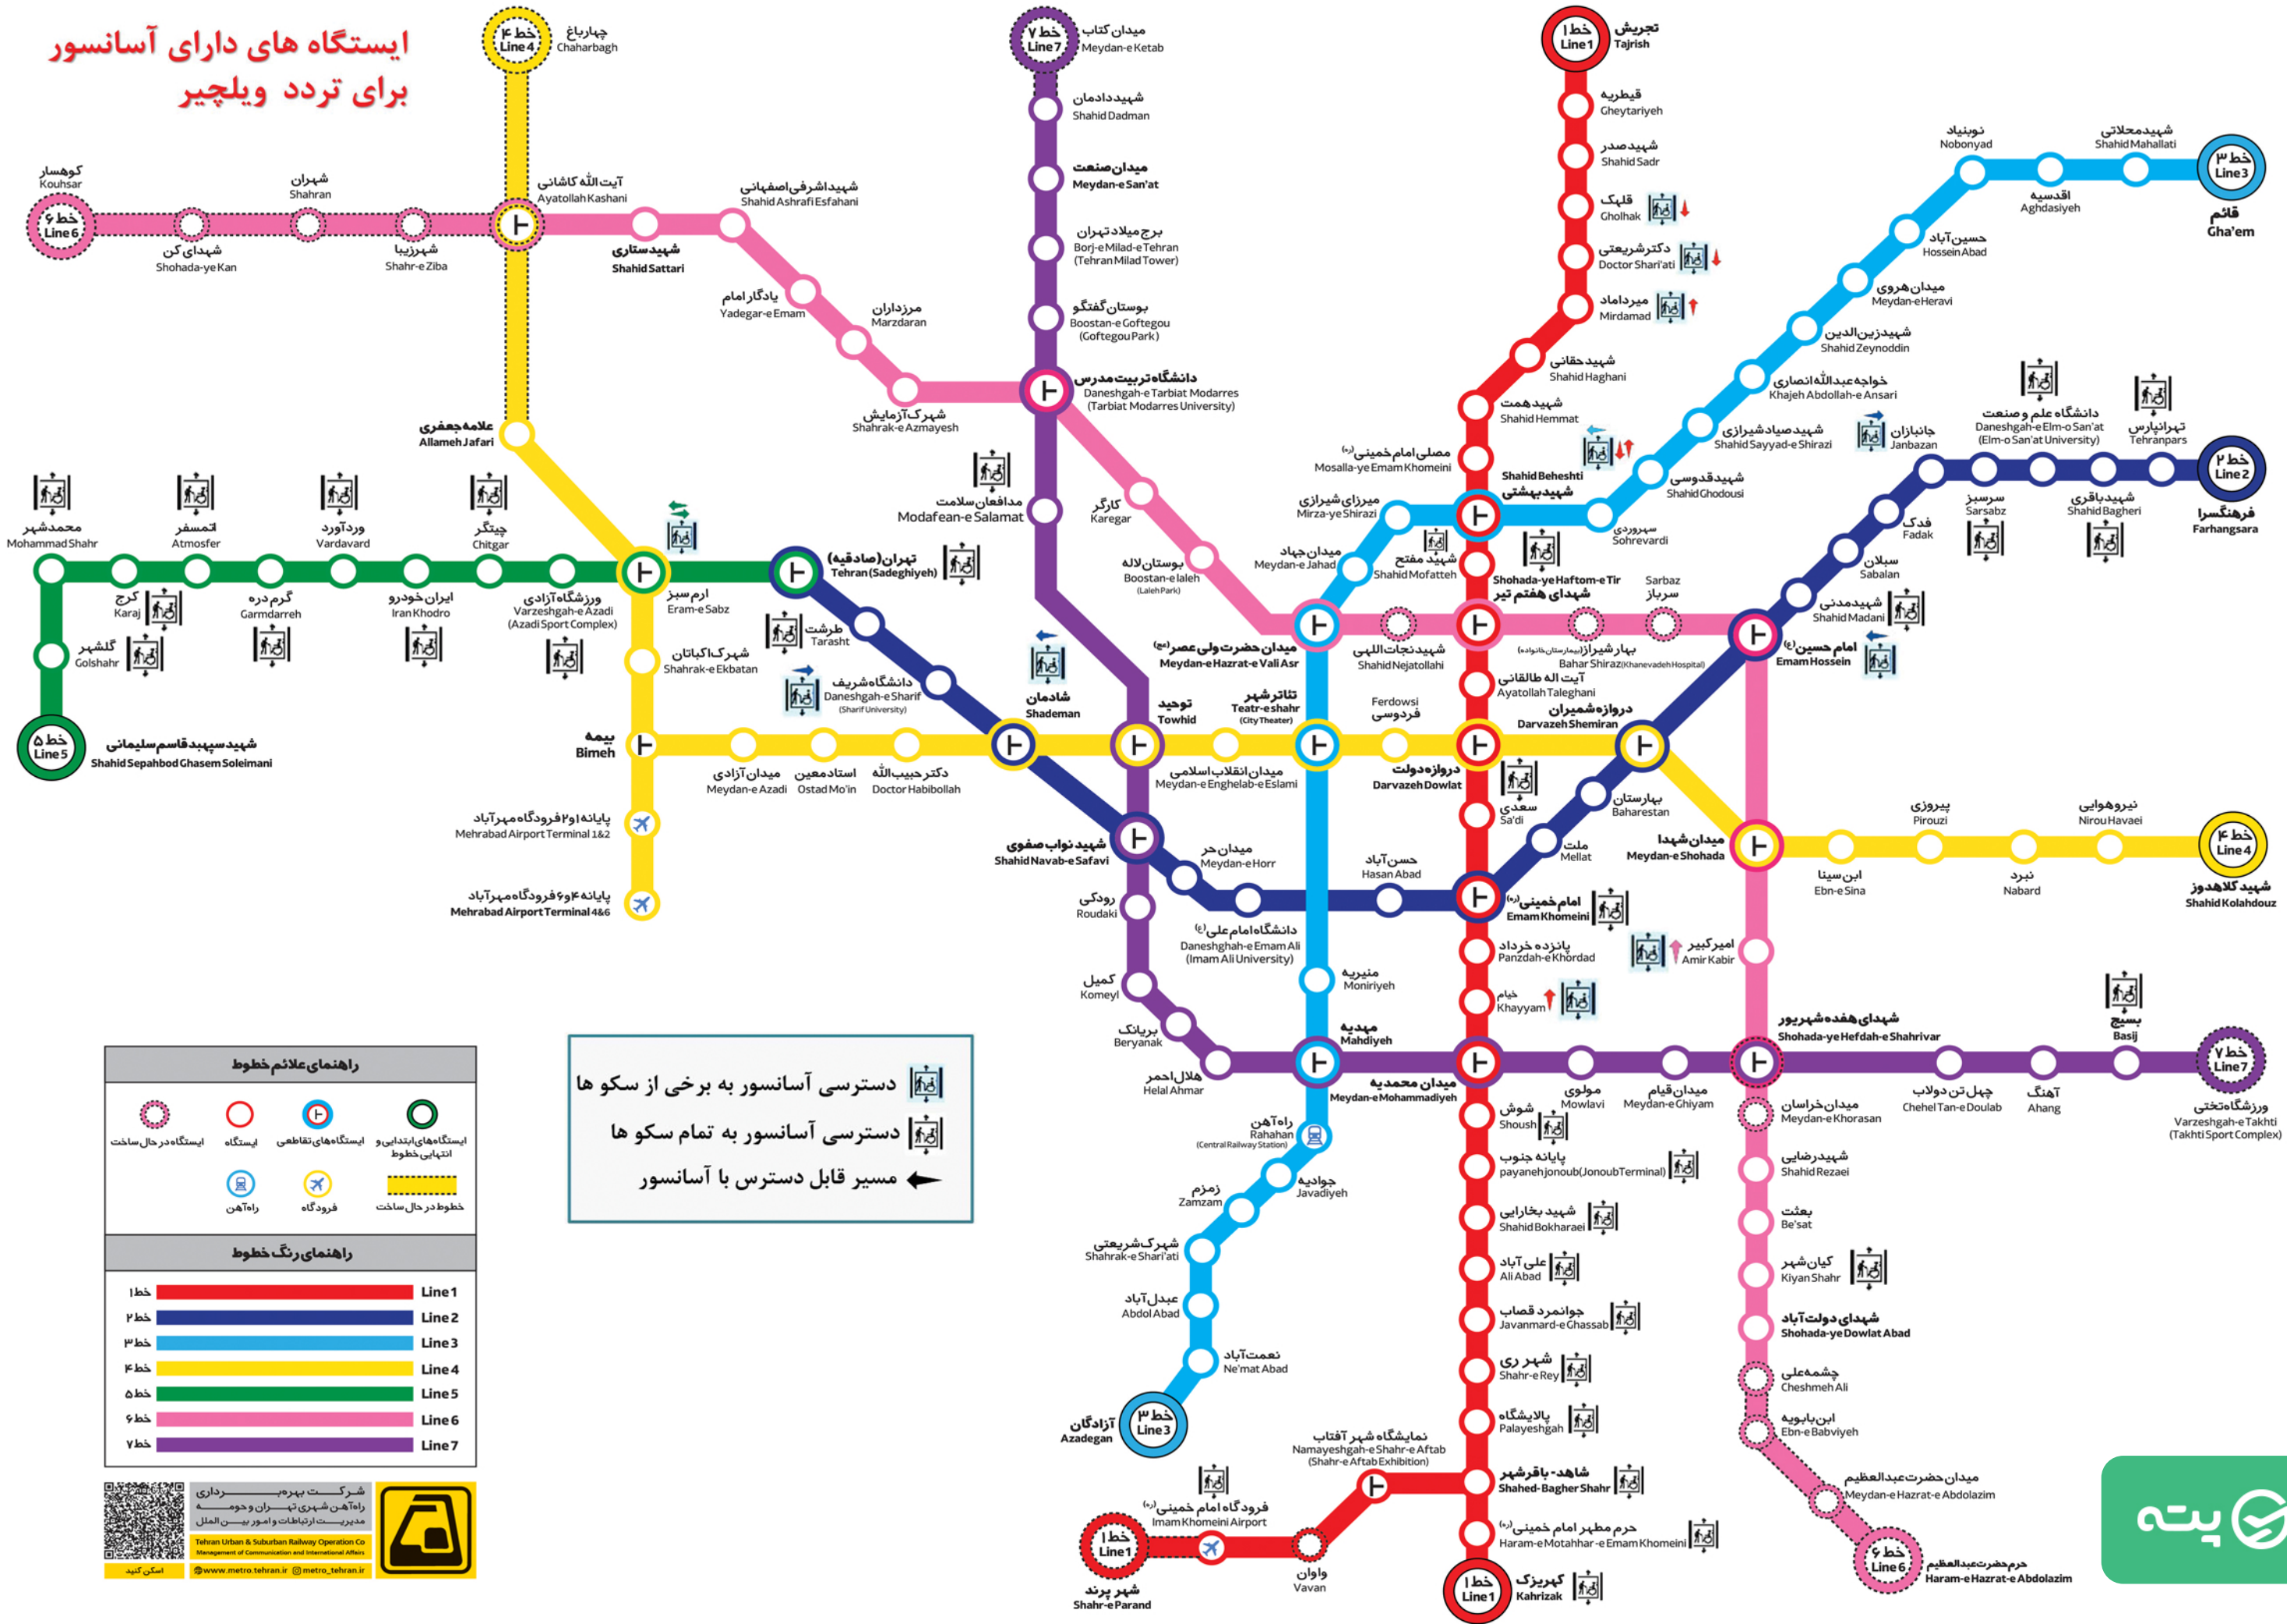 ایستگاه های دارای آسانسور
برای تردد ویلچیر
خط ۴
Line 4
چهارباغ
Chaharbagh
خط ۷
Line 7
میدان کتاب
Meydan-e Ketab
خط ۱
Line 1
تجریش
Tajrish
قیطریه
Gheytariyeh
شهید صدر
Shahid Sadr
قلهک
Gholhak
دکتر شریعتی
Doctor Shari'ati
میرداماد
Mirdamad
شهید حقانی
Shahid Haghani
شهید همت
Shahid Hemmat
مصلی امام خمینی (ره)
Mosalla-ye Emam Khomeini
Shahid Beheshti
شهید بهشتی
شهید مفتح
Shahid Mofatteh
Shohada-ye Haftom-e Tir
شهدای هفتم تیر
آیت اله طالقانی
Ayatollah Taleghani
دروازه دولت
Darvazeh Dowlat
سعدی
Sa'di
امام خمینی (ره)
Emam Khomeini
پانزده خرداد
Panzdah-e Khordad
خیام
Khayyam
میدان محمدیه
Meydan-e Mohammadiyeh
شوش
Shoush
پایانه جنوب
payaneh jonoub(Jonoub Terminal)
شهید بخارایی
Shahid Bokharaei
علی آباد
Ali Abad
جوانمرد قصاب
Javanmard-e Ghassab
شهر ری
Shahr-e Rey
پالایشگاه
Palayeshgah
شاهد - باقرشهر
Shahed- Bagher Shahr
حرم مطهر امام خمینی (ره)
Haram-e Motahhar-e Emam Khomeini
خط ۱
Line 1
کهریزک
Kahrizak
نمایشگاه شهر آفتاب
Namayeshgah-e Shahr-e Aftab
(Shahr-e Aftab Exhibition)
واوان
Vavan
فرودگاه امام خمینی (ره)
Imam Khomeini Airport
خط ۱
Line 1
شهر پرند
Shahr-e Parand
شهید دادمان
Shahid Dadman
میدان صنعت
Meydan-e San'at
برج میلاد تهران
Borj-e Milad-e Tehran
(Tehran Milad Tower)
بوستان گفتگو
Boostan-e Goftegou
(Goftegou Park)
دانشگاه تربیت مدرس
Daneshgah-e Tarbiat Modarres
(Tarbiat Modarres University)
مدافعان سلامت
Modafean-e Salamat
توحید
Towhid
شهید نواب صفوی
Shahid Navab-e Safavi
رودکی
Roudaki
کمیل
Komeyl
بریانک
Beryanak
هلال احمر
Helal Ahmar
مهدیه
Mahdiyeh
مولوی
Mowlavi
میدان قیام
Meydan-e Ghiyam
شهدای هفده شهریور
Shohada-ye Hefdah-e Shahrivar
چهل تن دولاب
Chehel Tan-e Doulab
آهنگ
Ahang
بسیج
Basij
خط ۷
Line 7
ورزشگاه تختی
Varzeshgah-e Takhti
(Takhti Sport Complex)
خط ۶
Line 6
کوهسار
Kouhsar
شهدای کن
Shohada-ye Kan
شهران
Shahran
شهر زیبا
Shahr-e Ziba
آیت الله کاشانی
Ayatollah Kashani
شهید ستاری
Shahid Sattari
شهید اشرفی اصفهانی
Shahid Ashrafi Esfahani
یادگار امام
Yadegar-e Emam
مرزداران
Marzdaran
شهرک آزمایش
Shahrak-e Azmayesh
کارگر
Karegar
بوستان لاله
Boostan-e laleh
(Laleh Park)
میدان حضرت ولی عصر (عج)
Meydan-e Hazrat-e Vali Asr
شهید نجات اللهی
Shahid Nejatollahi
بهار شیراز (بیمارستان خانواده)
Bahar Shiraz(Khanevadeh Hospital)
Sarbaz
سرباز
امام حسین (ع)
Emam Hossein
میدان شهدا
Meydan-e Shohada
امیر کبیر
Amir Kabir
میدان خراسان
Meydan-e Khorasan
شهید رضایی
Shahid Rezaei
بعثت
Be'sat
کیان شهر
Kiyan Shahr
شهدای دولت آباد
Shohada-ye Dowlat Abad
چشمه علی
Cheshmeh Ali
ابن بابویه
Ebn-e Babviyeh
میدان حضرت عبدالعظیم
Meydan-e Hazrat-e Abdolazim
خط ۶
Line 6
حرم حضرت عبدالعظیم
Haram-e Hazrat-e Abdolazim
خط ۳
Line 3
قائم
Gha'em
شهید محلاتی
Shahid Mahallati
اقدسیه
Aghdasiyeh
نوبنیاد
Nobonyad
حسین آباد
Hossein Abad
میدان هروی
Meydan-e Heravi
شهید زین الدین
Shahid Zeynoddin
خواجه عبدالله انصاری
Khajeh Abdollah-e Ansari
شهید صیاد شیرازی
Shahid Sayyad-e Shirazi
شهید قدوسی
Shahid Ghodousi
سهروردی
Sohrevardi
میرزای شیرازی
Mirza-ye Shirazi
میدان جهاد
Meydan-e Jahad
تئاتر شهر
Teatr-e shahr
(City Theater)
منیریه
Moniriyeh
راه آهن
Rahahan
(Central Railway Station)
جوادیه
Javadiyeh
زمزم
Zamzam
شهرک شریعتی
Shahrak-e Shari'ati
عبدل آباد
Abdol Abad
نعمت آباد
Ne'mat Abad
خط ۳
Line 3
آزادگان
Azadegan
خط ۲
Line 2
فرهنگسرا
Farhangsara
تهرانپارس
Tehranpars
شهید باقری
Shahid Bagheri
دانشگاه علم و صنعت
Daneshgah-e Elm-o San'at
(Elm-o San'at University)
سرسبز
Sarsabz
جانبازان
Janbazan
فدک
Fadak
سبلان
Sabalan
شهید مدنی
Shahid Madani
دروازه شمیران
Darvazeh Shemiran
بهارستان
Baharestan
ملت
Mellat
حسن آباد
Hasan Abad
دانشگاه امام علی (ع)
Daneshghah-e Emam Ali
(Imam Ali University)
میدان حر
Meydan-e Horr
شادمان
Shademan
دانشگاه شریف
Daneshgah-e Sharif
(Sharif University)
طرشت
Tarasht
تهران (صادقیه)
Tehran (Sadeghiyeh)
علامه جعفری
Allameh Jafari
ارم سبز
Eram-e Sabz
شهرک اکباتان
Shahrak-e Ekbatan
بیمه
Bimeh
پایانه ۱و۲ فرودگاه مهرآباد
Mehrabad Airport Terminal 1&2
پایانه ۴و۶ فرودگاه مهرآباد
Mehrabad Airport Terminal 4&6
میدان آزادی
Meydan-e Azadi
استاد معین
Ostad Mo'in
دکتر حبیب الله
Doctor Habibollah
میدان انقلاب اسلامی
Meydan-e Enghelab-e Eslami
Ferdowsi
فردوسی
ابن سینا
Ebn-e Sina
پیروزی
Pirouzi
نبرد
Nabard
نیرو هوایی
Nirou Havaei
خط ۴
Line 4
شهید کلاهدوز
Shahid Kolahdouz
محمد شهر
Mohammad Shahr
کرج
Karaj
اتمسفر
Atmosfer
گرم دره
Garmdarreh
وردآورد
Vardavard
ایران خودرو
Iran Khodro
چیتگر
Chitgar
ورزشگاه آزادی
Varzeshgah-e Azadi
(Azadi Sport Complex)
گلشهر
Golshahr
خط ۵
Line 5
شهید سپهبد قاسم سلیمانی
Shahid Sepahbod Ghasem Soleimani
دسترسی آسانسور به برخی از سکو ها
دسترسی آسانسور به تمام سکو ها
مسیر قابل دسترس با آسانسور
راهنمای علائم خطوط
ایستگاه های ابتدایی و
انتهایی خطوط
ایستگاه های تقاطعی
ایستگاه
ایستگاه در حال ساخت
خطوط در حال ساخت
فرودگاه
راه آهن
راهنمای رنگ خطوط
خط ۱ Line 1
خط ۲ Line 2
خط ۳ Line 3
خط ۴ Line 4
خط ۵ Line 5
خط ۶ Line 6
خط ۷ Line 7
شرکت بهره برداری
راه آهن شهری تهران و حومه
مدیریت ارتباطات و امور بین الملل
Tehran Urban & Suburban Railway Operation Co
Management of Communication and International Affairs
اسکن کنید
www.metro.tehran.ir metro_tehran.ir
پته